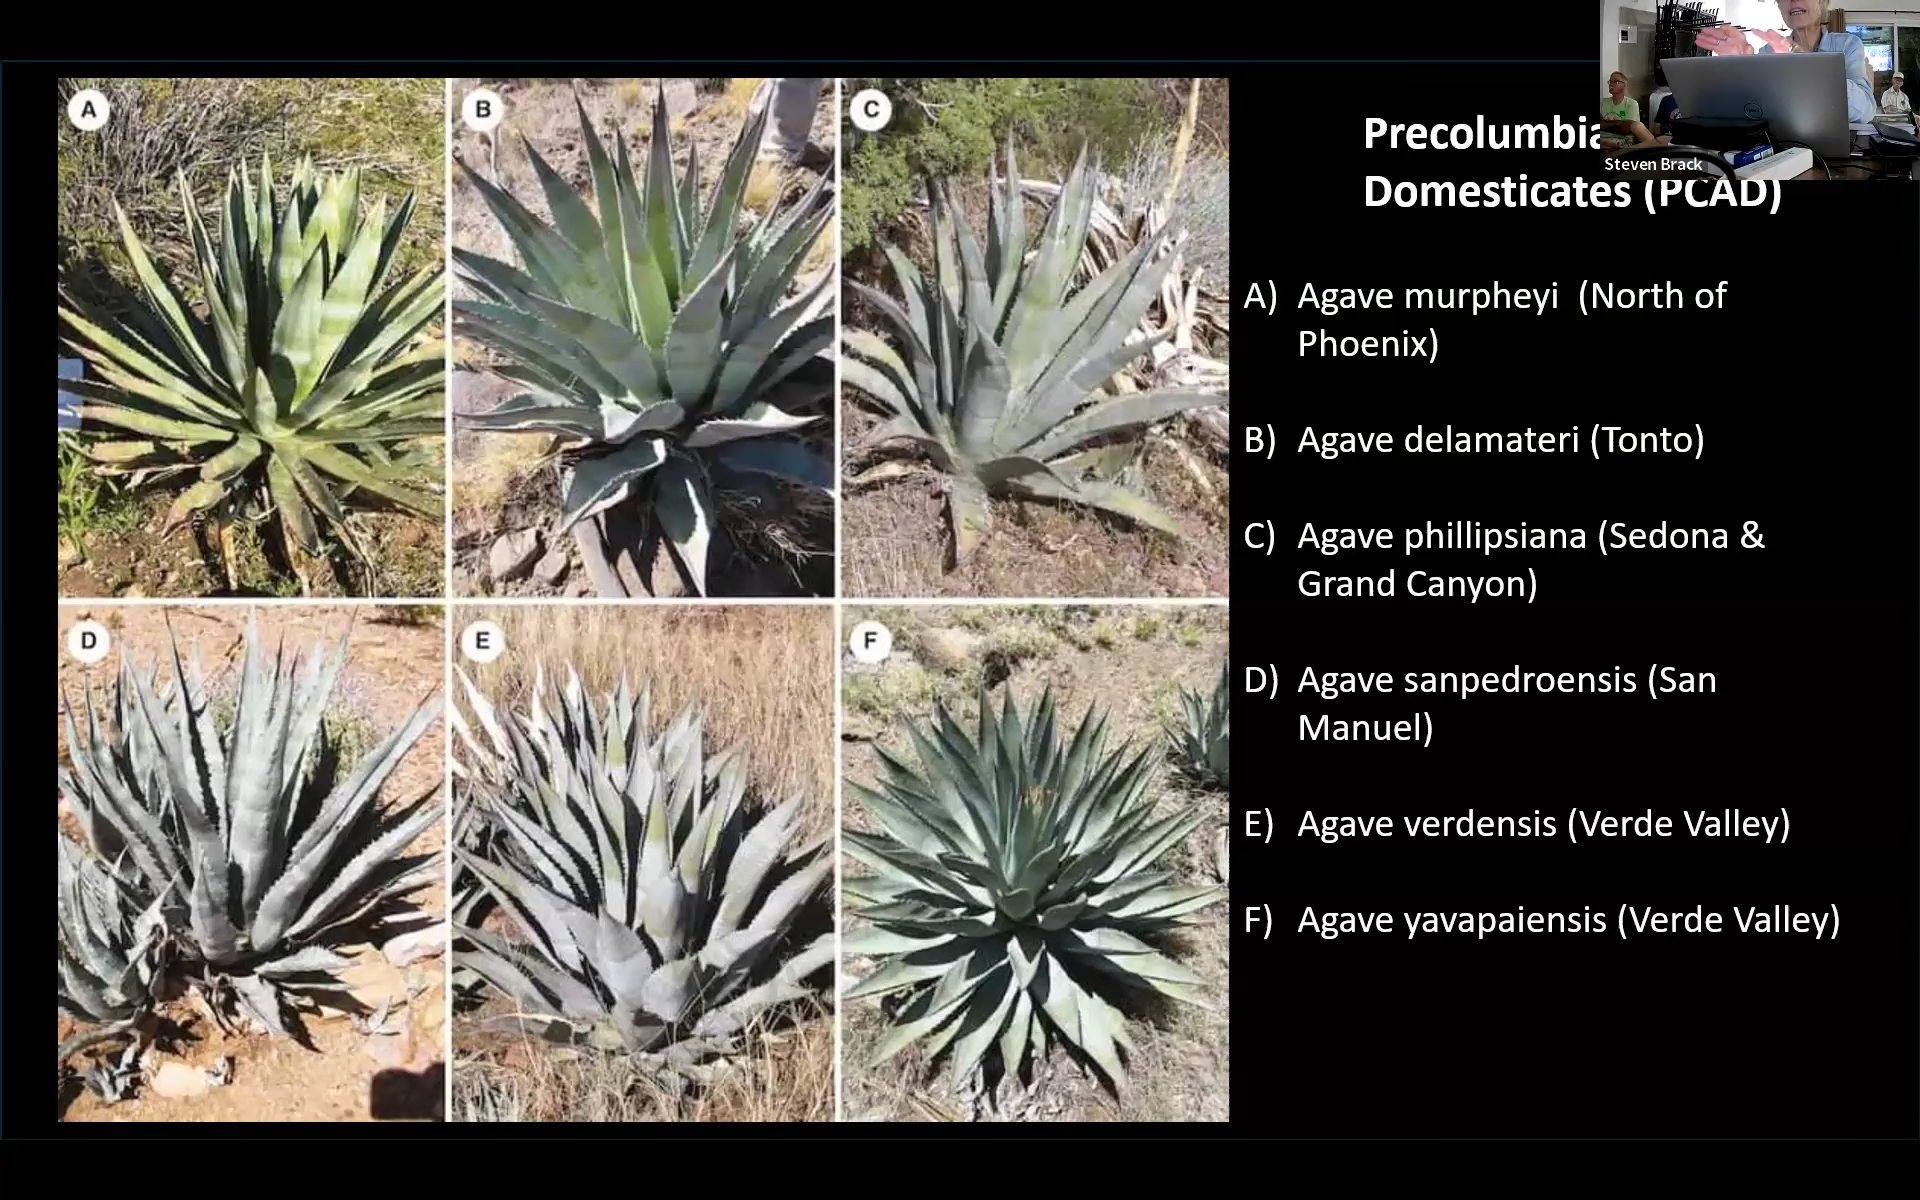 A
B
C
D
E
F
Steven Brack
Domesticates (PCAD)
A) Agave murpheyi (North of
Phoenix)
B) Agave delamateri (Tonto)
C) Agave phillipsiana (Sedona &
Grand Canyon)
D) Agave sanpedroensis (San
Manuel)
E) Agave verdensis (Verde Valley)
F) Agave yavapaiensis (Verde Valley)